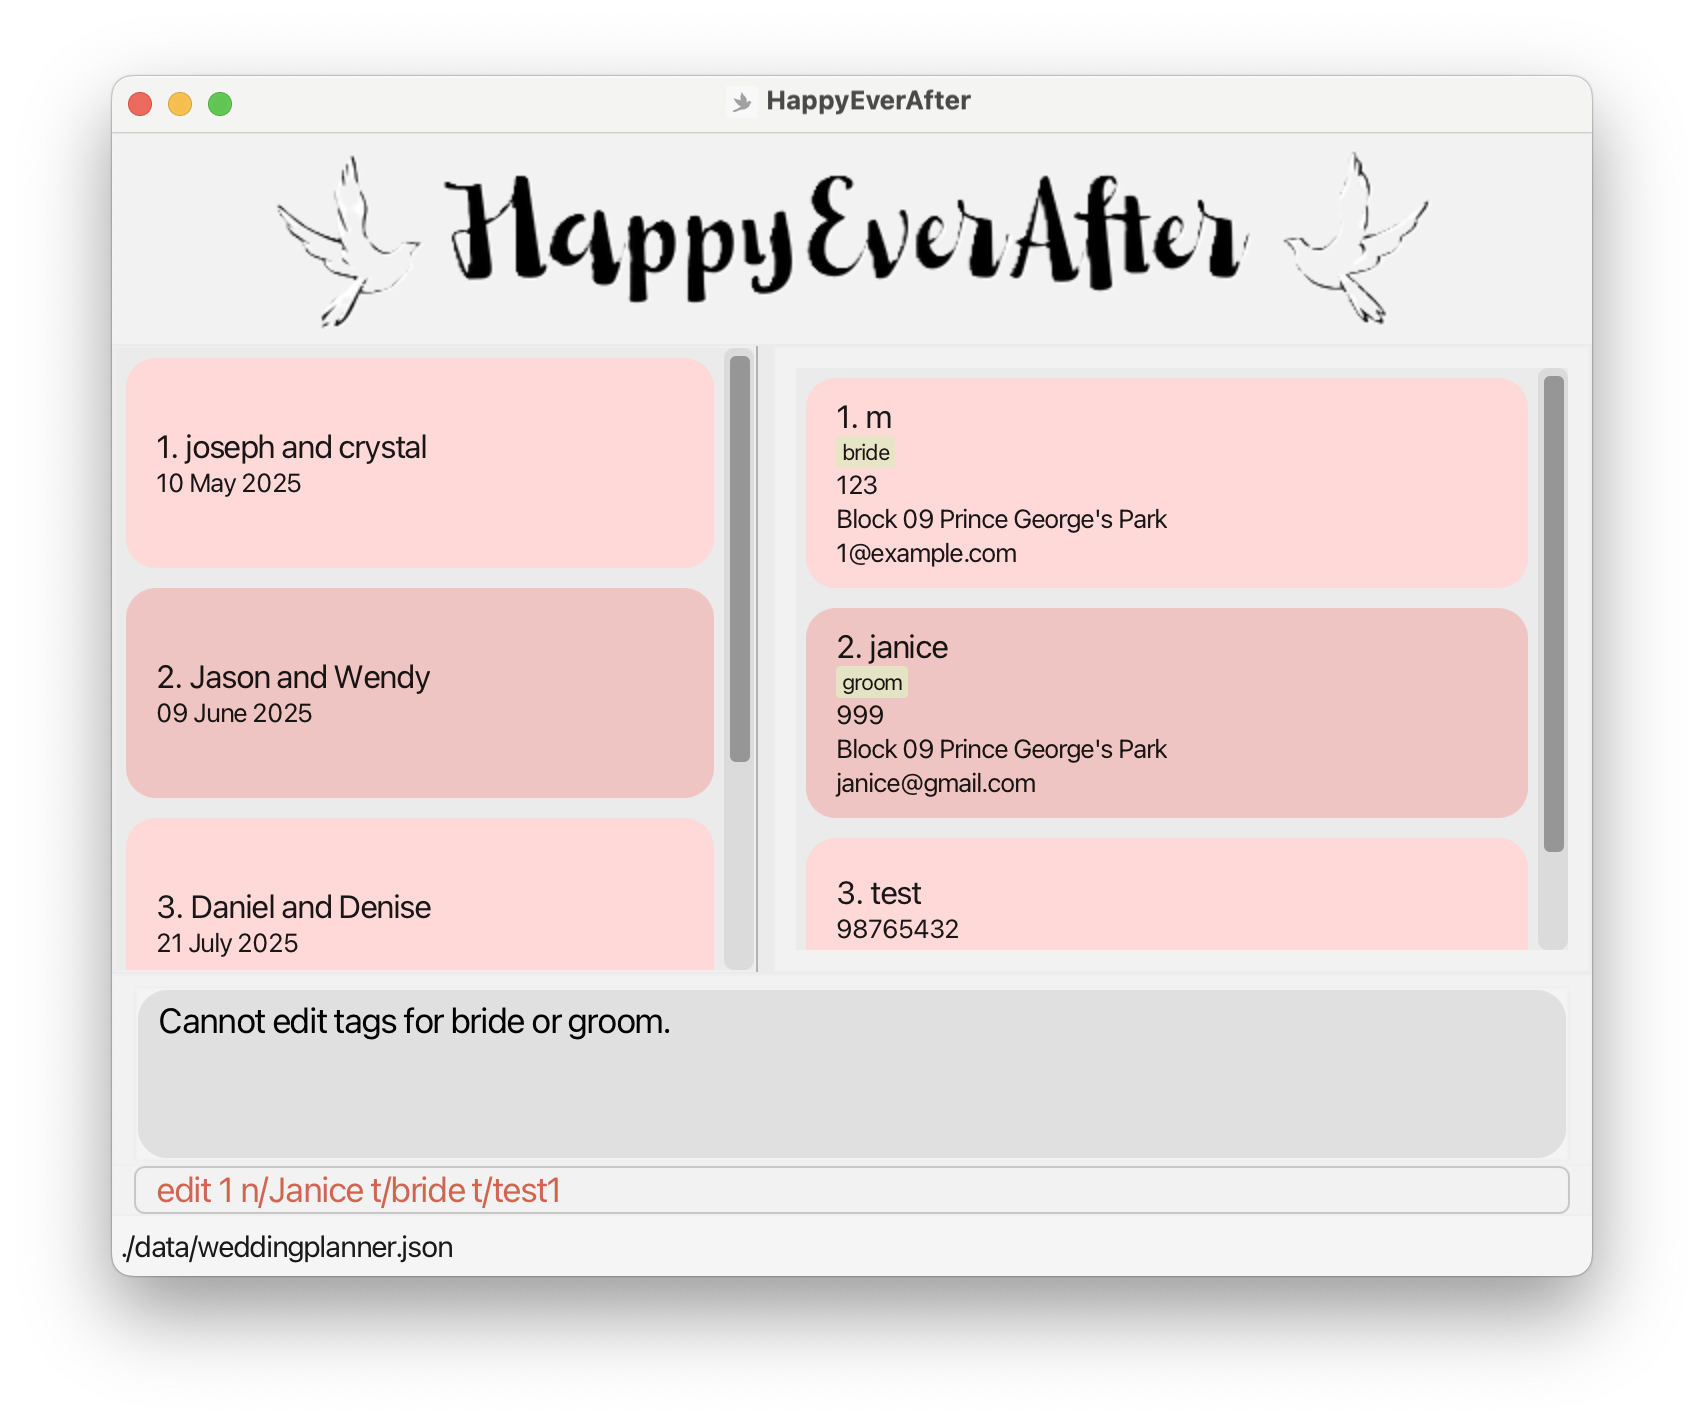 HappyEverAfter
HappyEverAfter
1. joseph and crystal
10 May 2025
2. Jason and Wendy
09 June 2025
3. Daniel and Denise
21 July 2025
1. m
bride
123
Block 09 Prince George's Park
1@example.com
2. janice
groom
999
Block 09 Prince George's Park
janice@gmail.com
3. test
98765432
Cannot edit tags for bride or groom.
edit 1 n/Janice t/bride t/test1
./data/weddingplanner.json